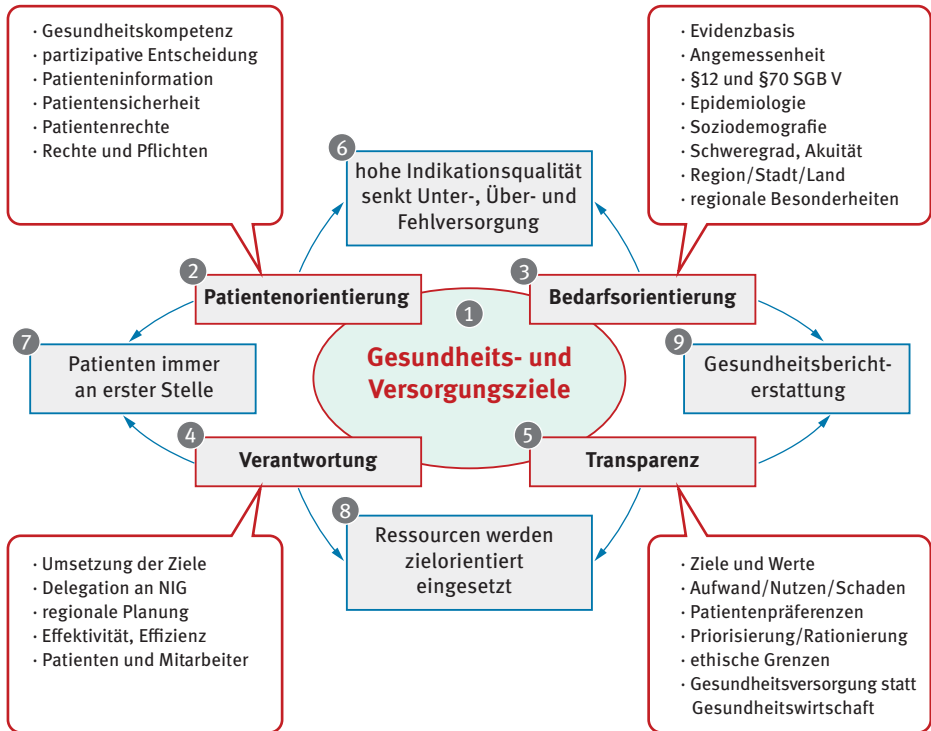 · Gesundheitskompetenz
· partizipative Entscheidung
· Patienteninformation
· Patientensicherheit
· Patientenrechte
· Rechte und Pflichten
· Evidenzbasis
· Angemessenheit
· §12 und §70 SGB V
· Epidemiologie
· Soziodemografie
· Schweregrad, Akuität
· Region/Stadt/Land
· regionale Besonderheiten
6
hohe Indikationsqualität
senkt Unter-, Über- und
Fehlversorgung
2
Patientenorientierung
3
Bedarfsorientierung
1
Gesundheits- und
Versorgungsziele
7
Patienten immer
an erster Stelle
9
Gesundheitsbericht-
erstattung
4
Verantwortung
5
Transparenz
8
Ressourcen werden
zielorientiert
eingesetzt
· Umsetzung der Ziele
· Delegation an NIG
· regionale Planung
· Effektivität, Effizienz
· Patienten und Mitarbeiter
· Ziele und Werte
· Aufwand/Nutzen/Schaden
· Patientenpräferenzen
· Priorisierung/Rationierung
· ethische Grenzen
· Gesundheitsversorgung statt
Gesundheitswirtschaft